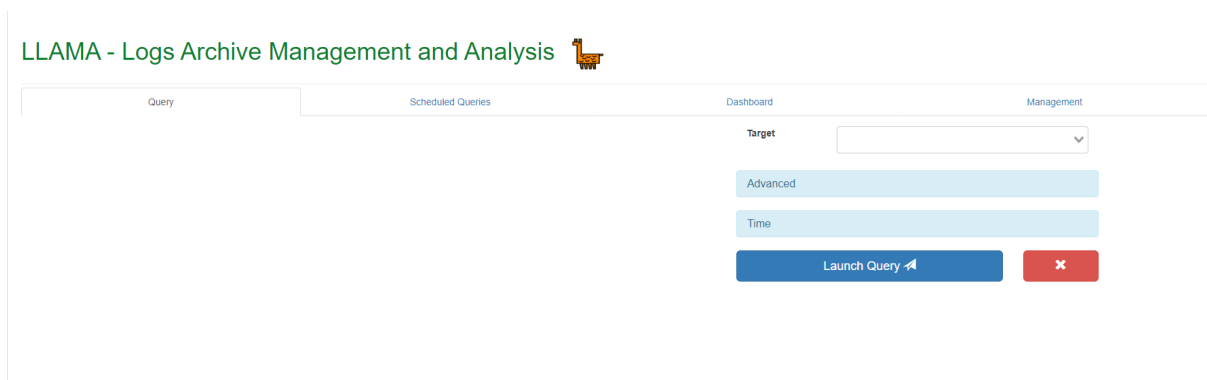 LLAMA - Logs Archive Management and Analysis
Query
Scheduled Queries
Dashboard
Management
Target
Advanced
Time
Launch Query